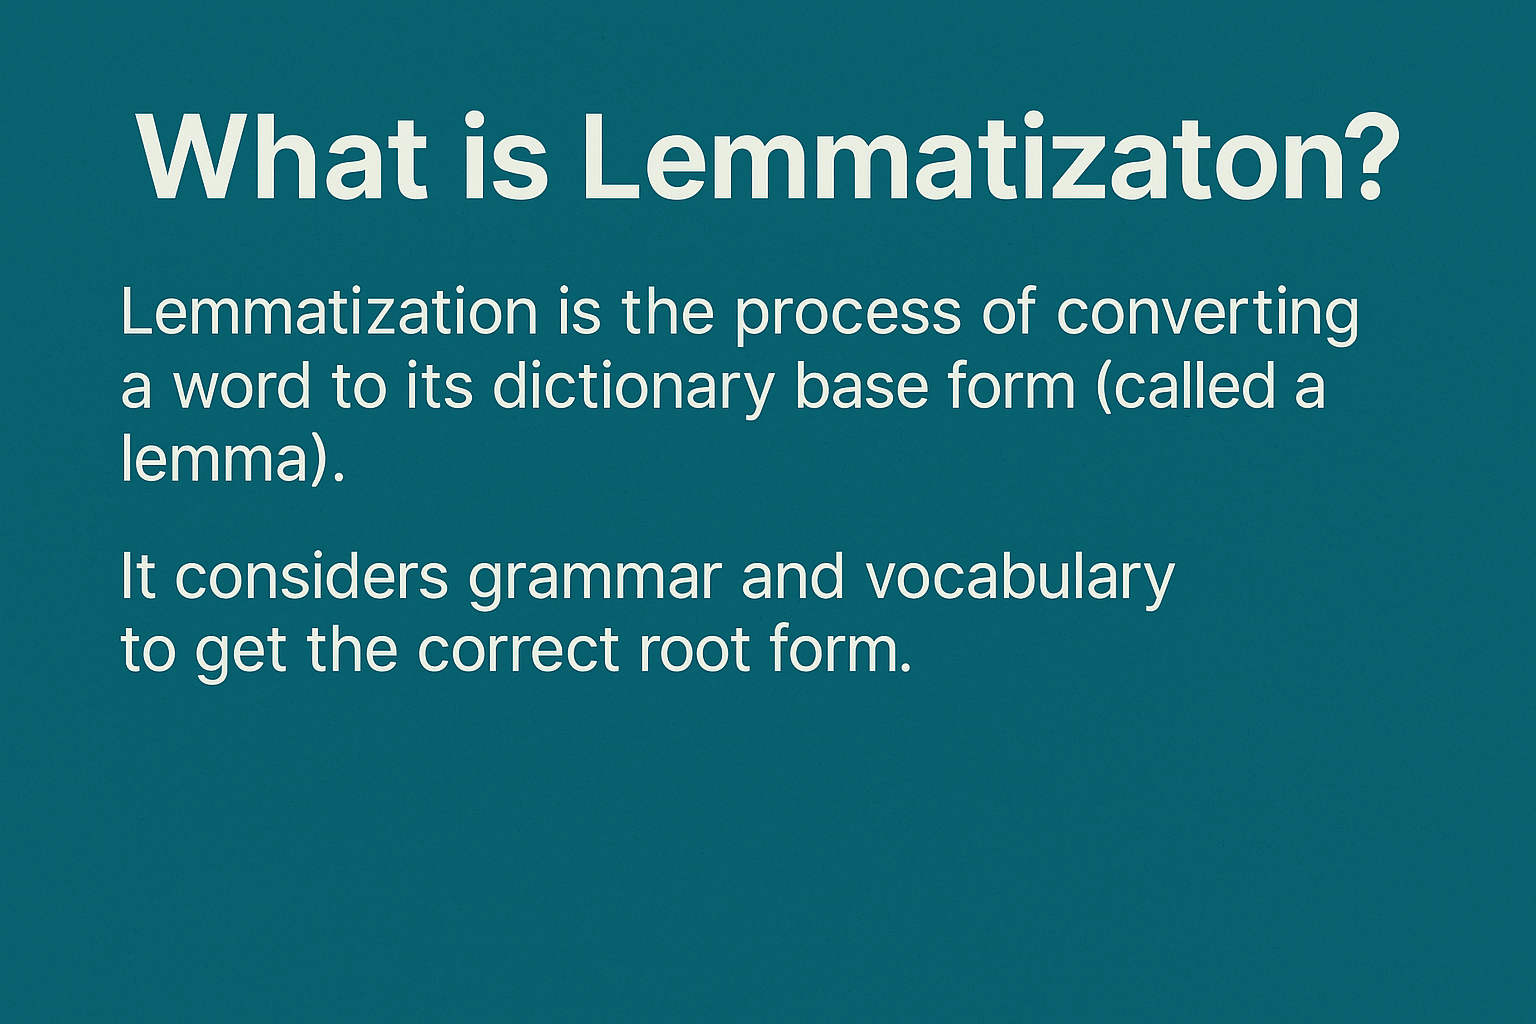 What is Lemmatizaton?
Lemmatization is the process of converting
a word to its dictionary base form (called a
lemma).
It considers grammar and vocabulary
to get the correct root form.